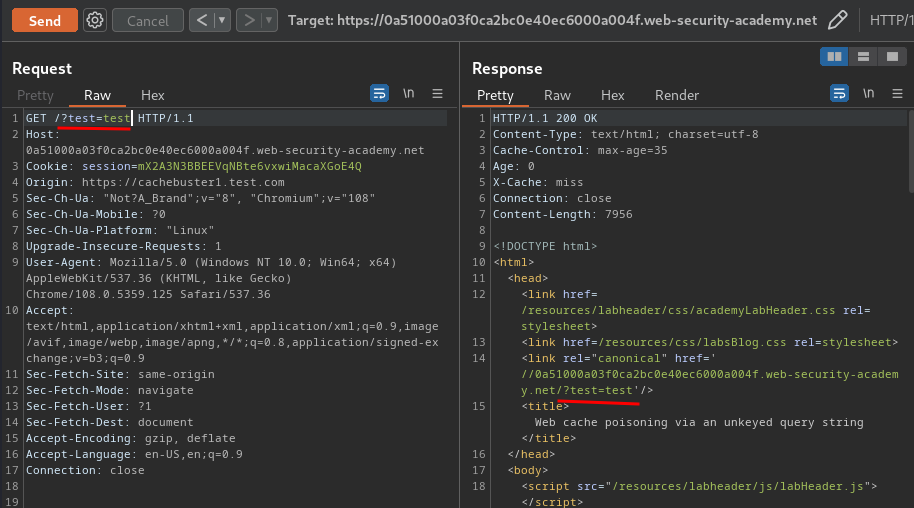 Send Cancel < > Target: https://0a51000a03f0ca2bc0e40ec6000a004f.web-security-academy.net HTTP/1
Request
Pretty Raw Hex \n
1 GET /?test=test HTTP/1.1
2 Host:
0a51000a03f0ca2bc0e40ec6000a004f.web-security-academy.net
3 Cookie: session=mX2A3N3BBEEVqNBte6vxwiMacaXGoE4Q
4 Origin: https://cachebuster1.test.com
5 Sec-Ch-Ua: "Not?A_Brand";v="8", "Chromium";v="108"
6 Sec-Ch-Ua-Mobile: ?0
7 Sec-Ch-Ua-Platform: "Linux"
8 Upgrade-Insecure-Requests: 1
9 User-Agent: Mozilla/5.0 (Windows NT 10.0; Win64; x64)
AppleWebKit/537.36 (KHTML, like Gecko)
Chrome/108.0.5359.125 Safari/537.36
10 Accept:
text/html,application/xhtml+xml,application/xml;q=0.9,image
/avif,image/webp,image/apng,*/*;q=0.8,application/signed-ex
change;v=b3;q=0.9
11 Sec-Fetch-Site: same-origin
12 Sec-Fetch-Mode: navigate
13 Sec-Fetch-User: ?1
14 Sec-Fetch-Dest: document
15 Accept-Encoding: gzip, deflate
16 Accept-Language: en-US,en;q=0.9
17 Connection: close
18
19
Response
Pretty Raw Hex Render \n
1 HTTP/1.1 200 OK
2 Content-Type: text/html; charset=utf-8
3 Cache-Control: max-age=35
4 Age: 0
5 X-Cache: miss
6 Connection: close
7 Content-Length: 7956
8
9 <!DOCTYPE html>
10 <html>
11 <head>
12 <link href=
/resources/labheader/css/academyLabHeader.css rel=
stylesheet>
13 <link href=/resources/css/labsBlog.css rel=stylesheet>
14 <link rel="canonical" href='
//0a51000a03f0ca2bc0e40ec6000a004f.web-security-academ
y.net/?test=test'/>
15 <title>
Web cache poisoning via an unkeyed query string
</title>
16 </head>
17 <body>
18 <script src="/resources/labheader/js/labHeader.js">
</script>